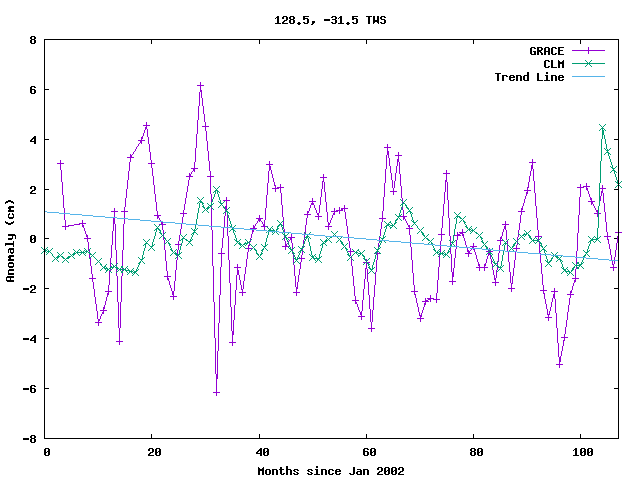 128.5, -31.5 TWS
GRACE
CLM
Trend Line
8
6
4
2
0
-2
-4
-6
-8
Anomaly (cm)
0 20 40 60 80 100
Months since Jan 2002